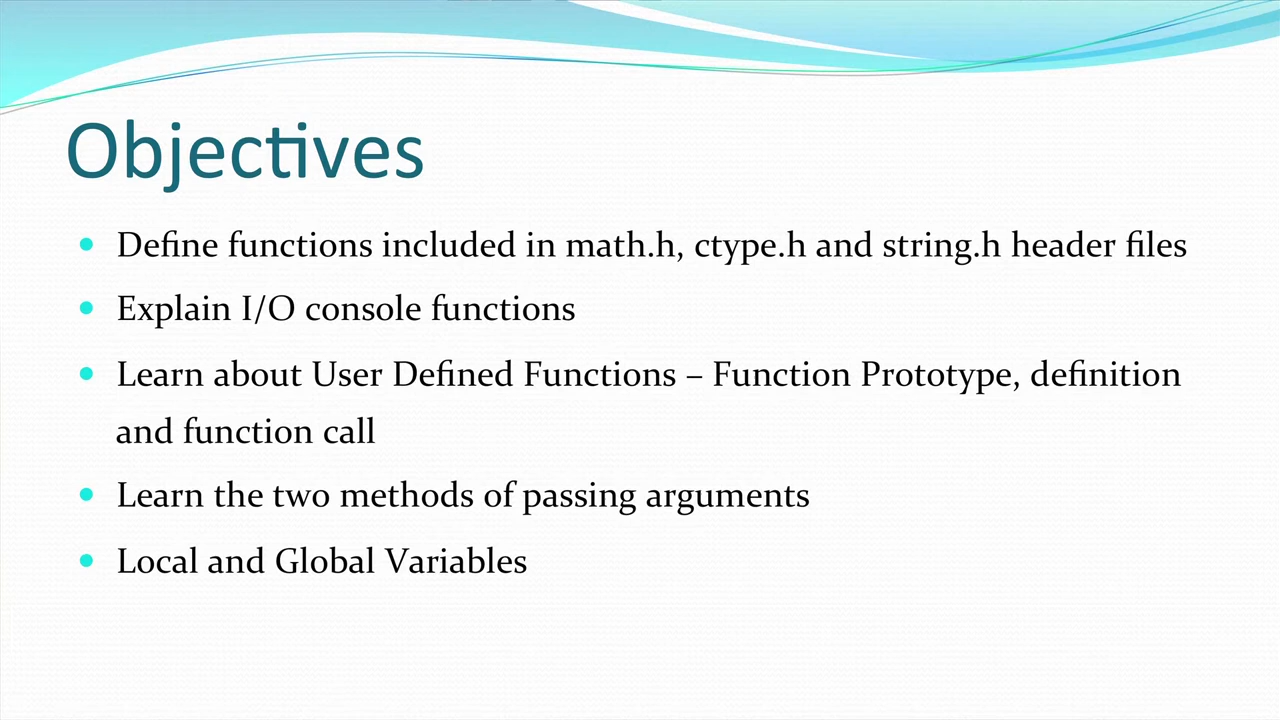 Objectives
Define functions included in math.h, ctype.h and string.h header files
Explain I/O console functions
Learn about User Defined Functions – Function Prototype, definition
and function call
Learn the two methods of passing arguments
Local and Global Variables